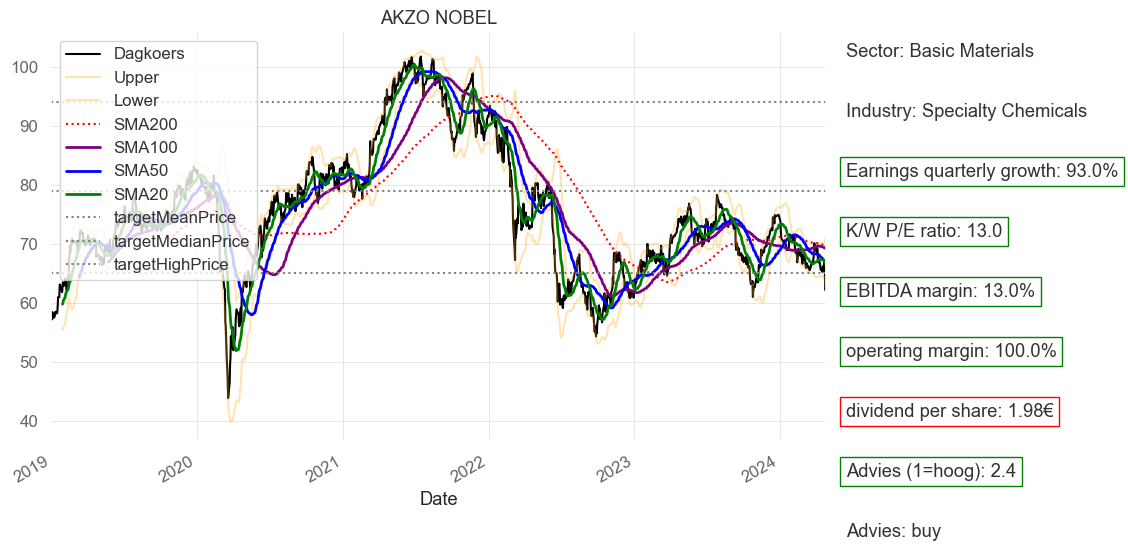 AKZO NOBEL
Dagkoers
Upper
Lower
SMA200
SMA100
SMA50
SMA20
targetMeanPrice
targetMedianPrice
targetHighPrice
100
90
80
70
60
50
40
2019
2020
2021
2022
2023
2024
Date
Sector: Basic Materials
Industry: Specialty Chemicals
Earnings quarterly growth: 93.0%
K/W P/E ratio: 13.0
EBITDA margin: 13.0%
operating margin: 100.0%
dividend per share: 1.98€
Advies (1=hoog): 2.4
Advies: buy